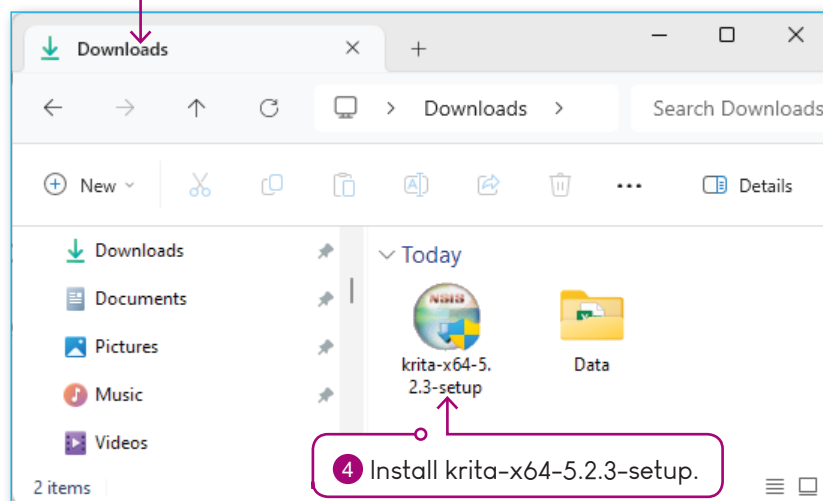 Downloads
Downloads
Search Downloads
New
Details
Downloads
Documents
Pictures
Music
Videos
Today
NSIS
krita-x64-5.
2.3-setup
Data
4 Install krita-x64-5.2.3-setup.
2 items